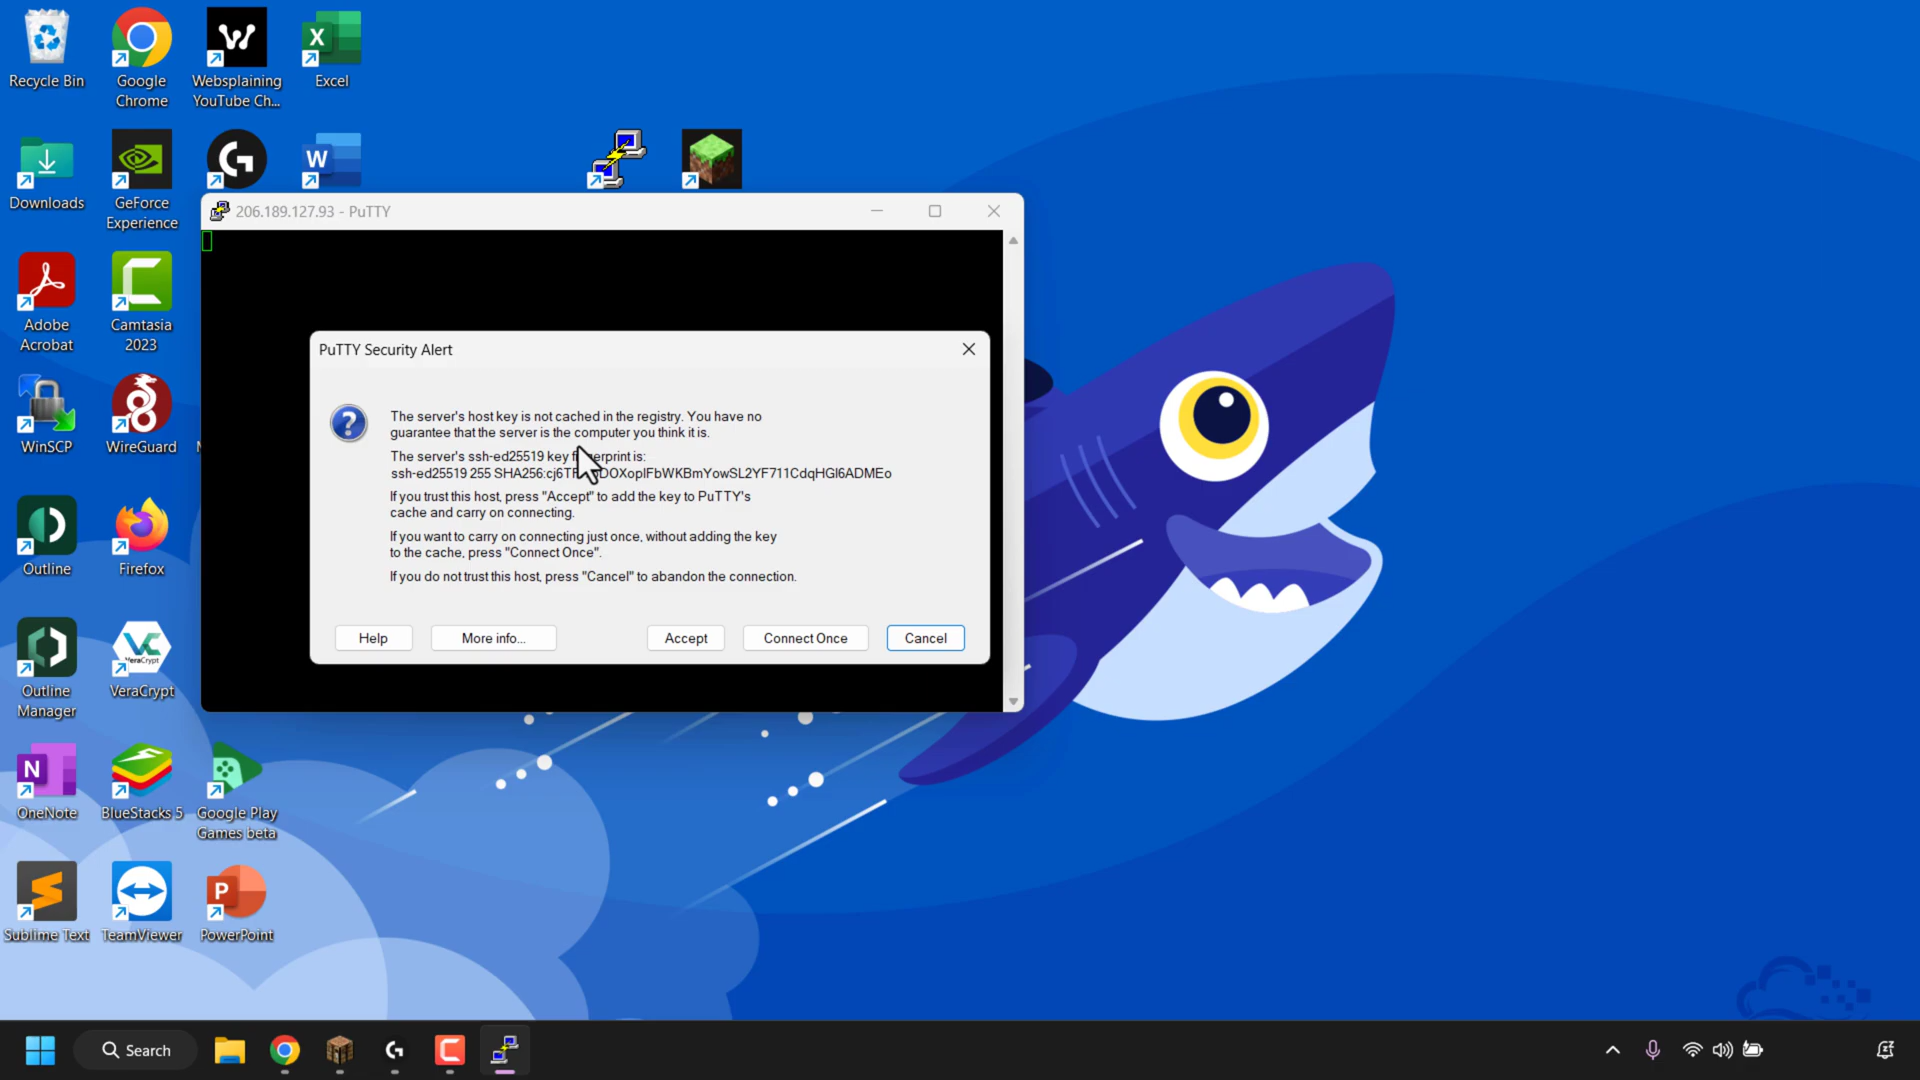 Recycle Bin
Google
Chrome
Websplaining
YouTube Ch...
Excel
Downloads
GeForce
Experience
206.189.127.93 - PuTTY
Adobe
Acrobat
Camtasia
2023
PuTTY Security Alert
The server's host key is not cached in the registry. You have no
guarantee that the server is the computer you think it is.
The server's ssh-ed25519 key is:
ssh-ed25519 255
If you trust this host, press "Accept" to add the key to PuTTY's
cache and carry on connecting.
If you want to carry on connecting just once, without adding the key
to the cache, press "Connect Once".
If you do not trust this host, press "Cancel" to abandon the connection.
Help
More info...
Accept
Connect Once
Cancel
WinSCP
WireGuard
Outline
Firefox
Outline
Manager
VeraCrypt
VeraCrypt
OneNote
BlueStacks 5
Google Play
Games beta
Sublime Text
TeamViewer
PowerPoint
Search